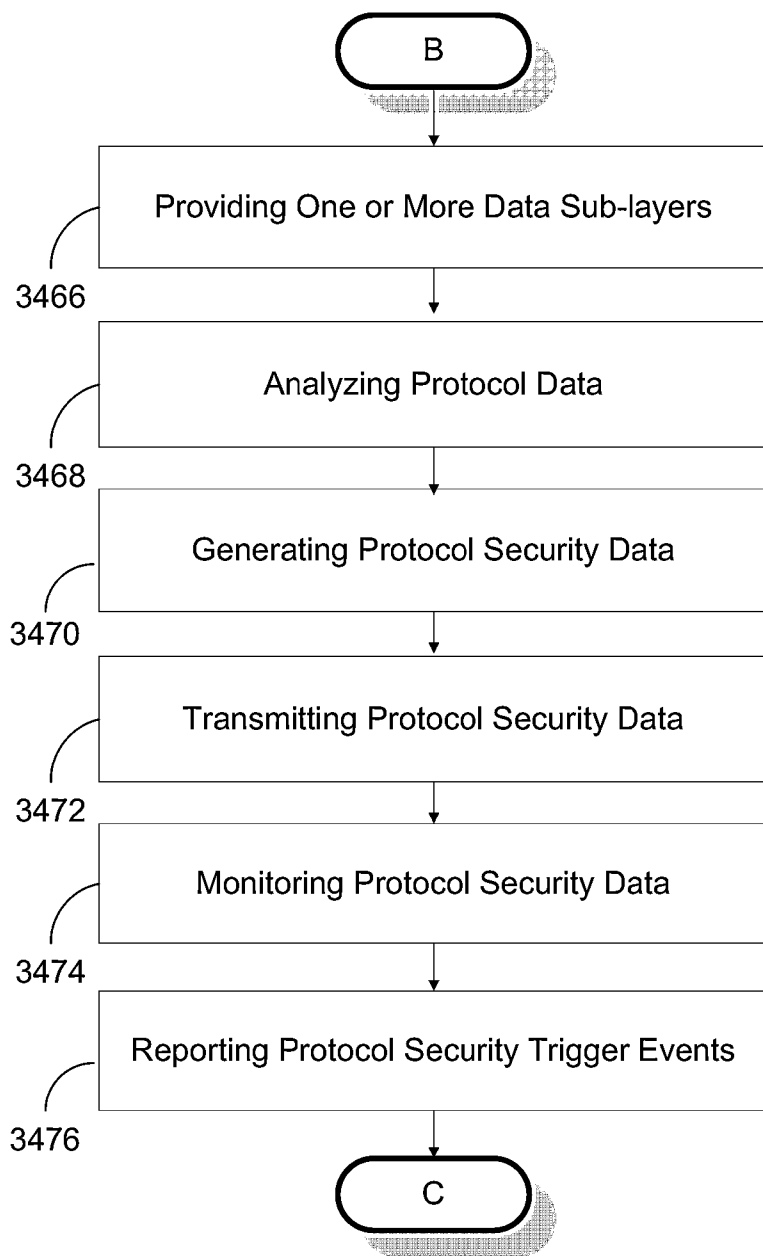 B
Providing One or More Data Sub-layers
3466
Analyzing Protocol Data
3468
Generating Protocol Security Data
3470
Transmitting Protocol Security Data
3472
Monitoring Protocol Security Data
3474
Reporting Protocol Security Trigger Events
3476
C